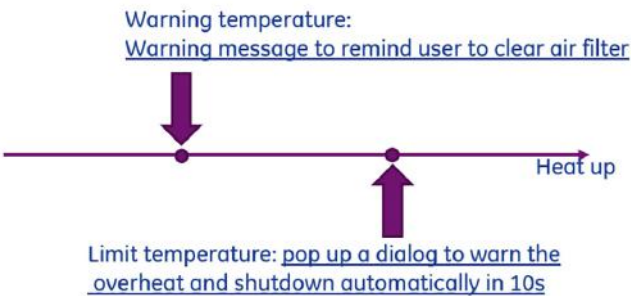 Warning temperature:
Warning message to remind user to clear air filter
Heat up
Limit temperature: pop up a dialog to warn the
overheat and shutdown automatically in 10s